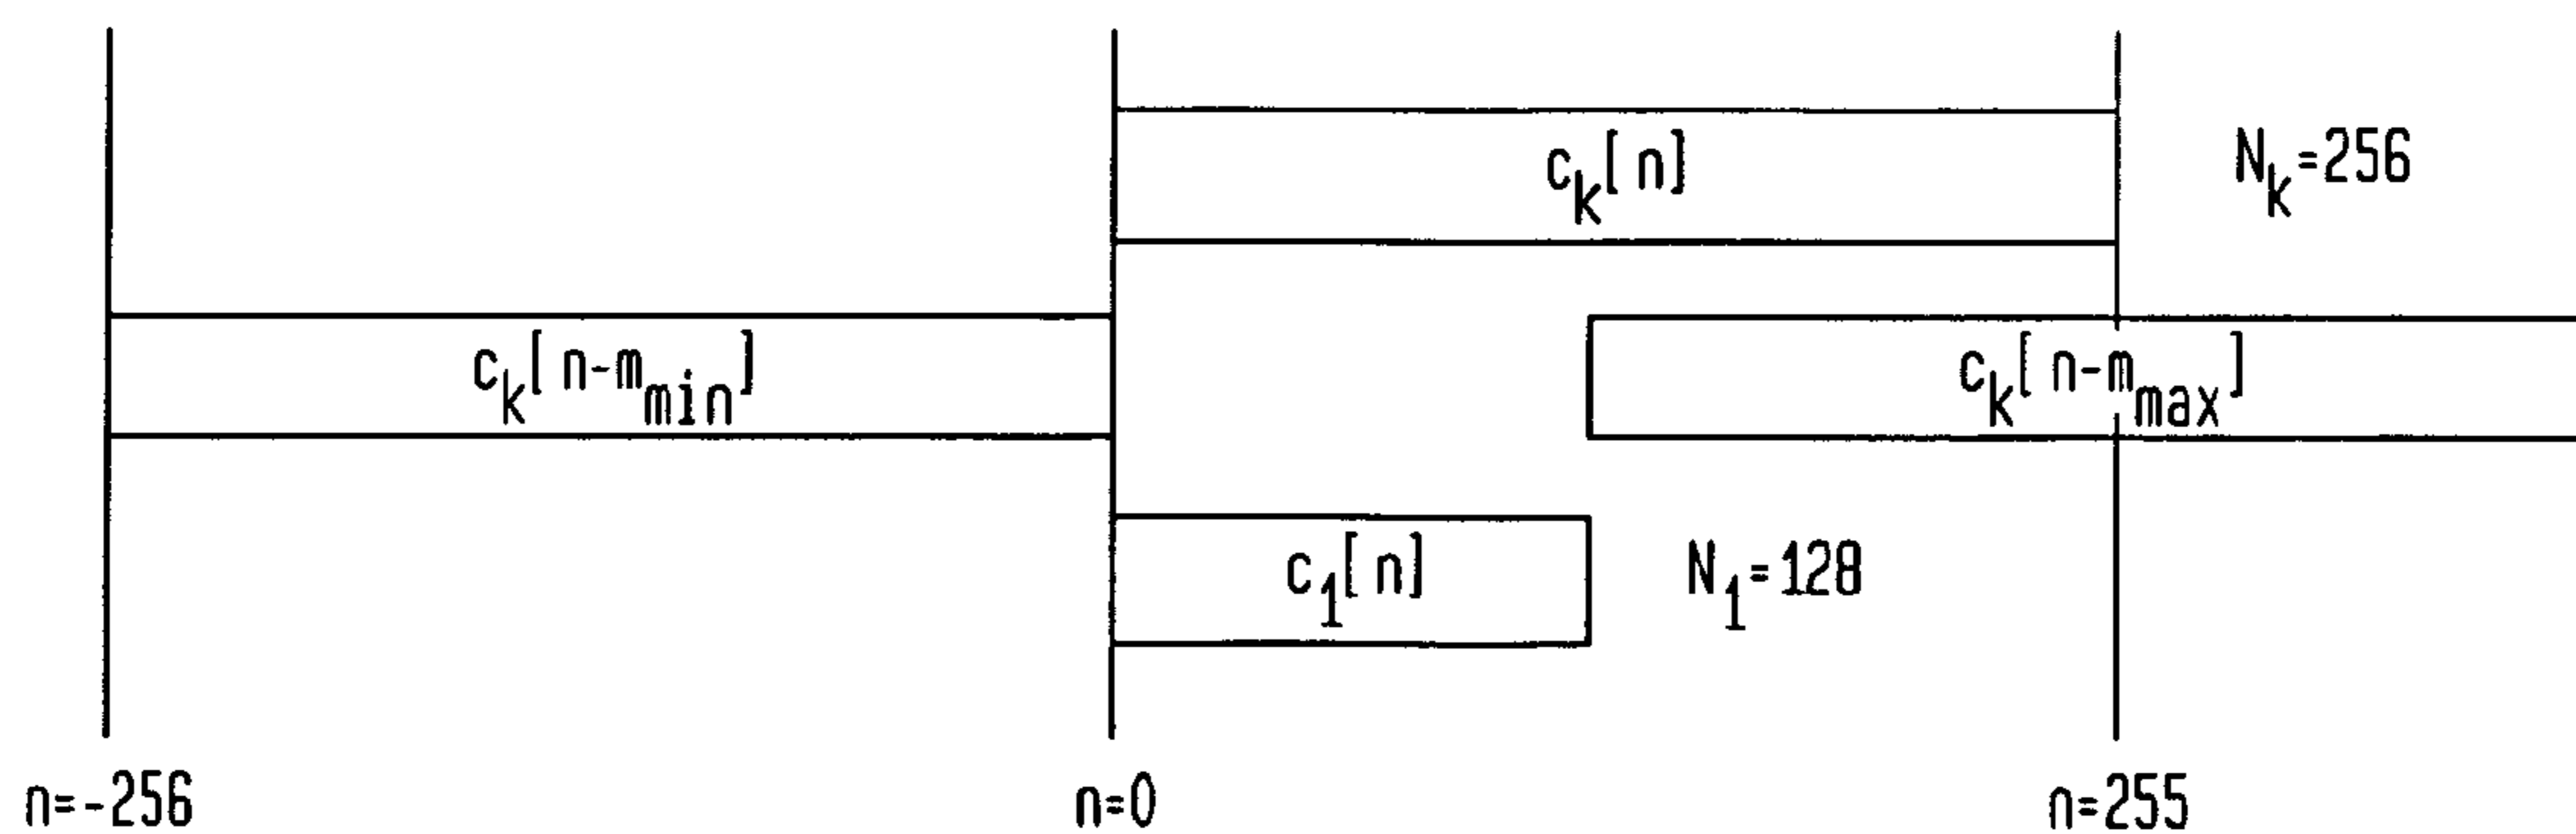 c_k[n]
N_k=256
c_k[n-m_min]
c_k[n-m_max]
c_1[n]
N_1=128
n=-256
n=0
n=255